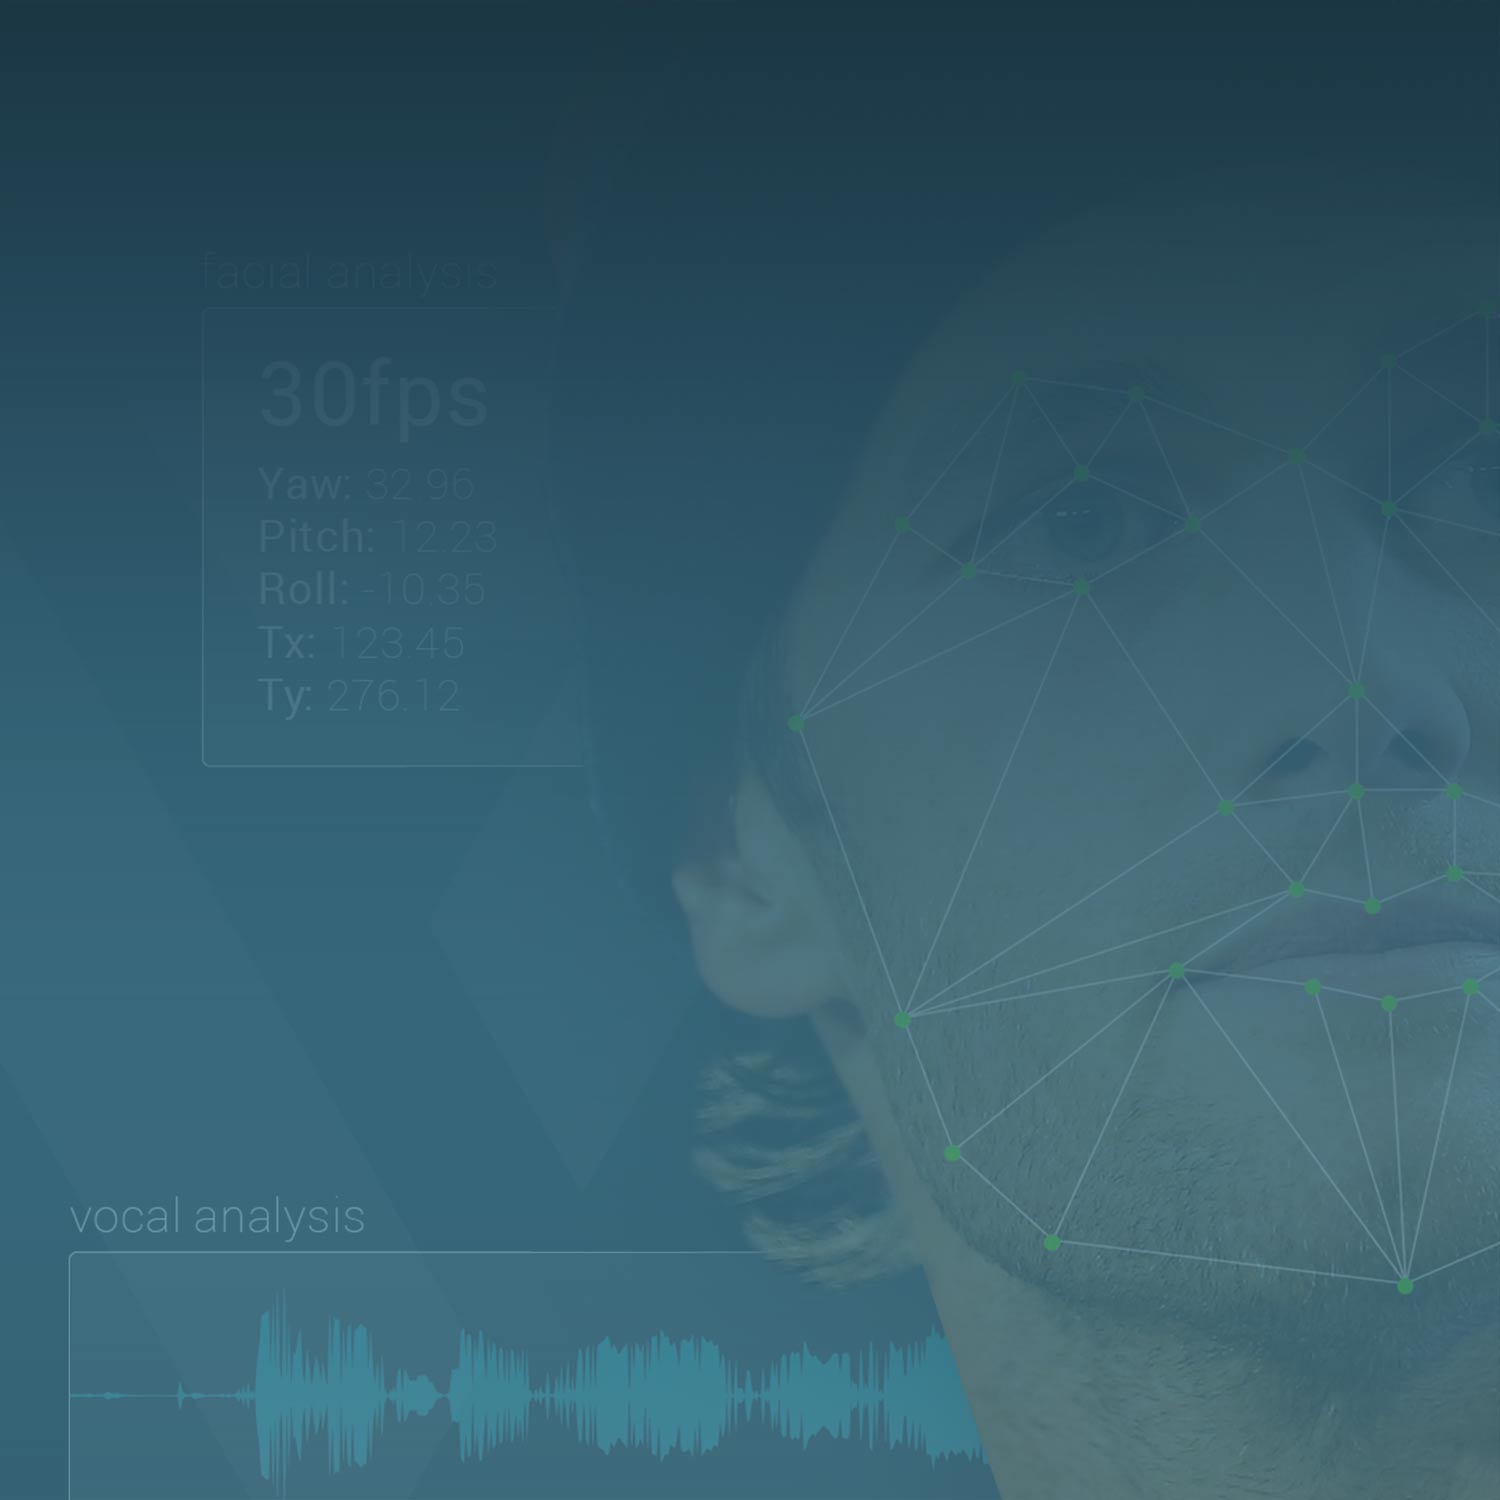 facial analysis
30fps
Yaw: 32.96
Pitch: 12.23
Roll: -10.35
Tx: 123.45
Ty: 276.12
vocal analysis